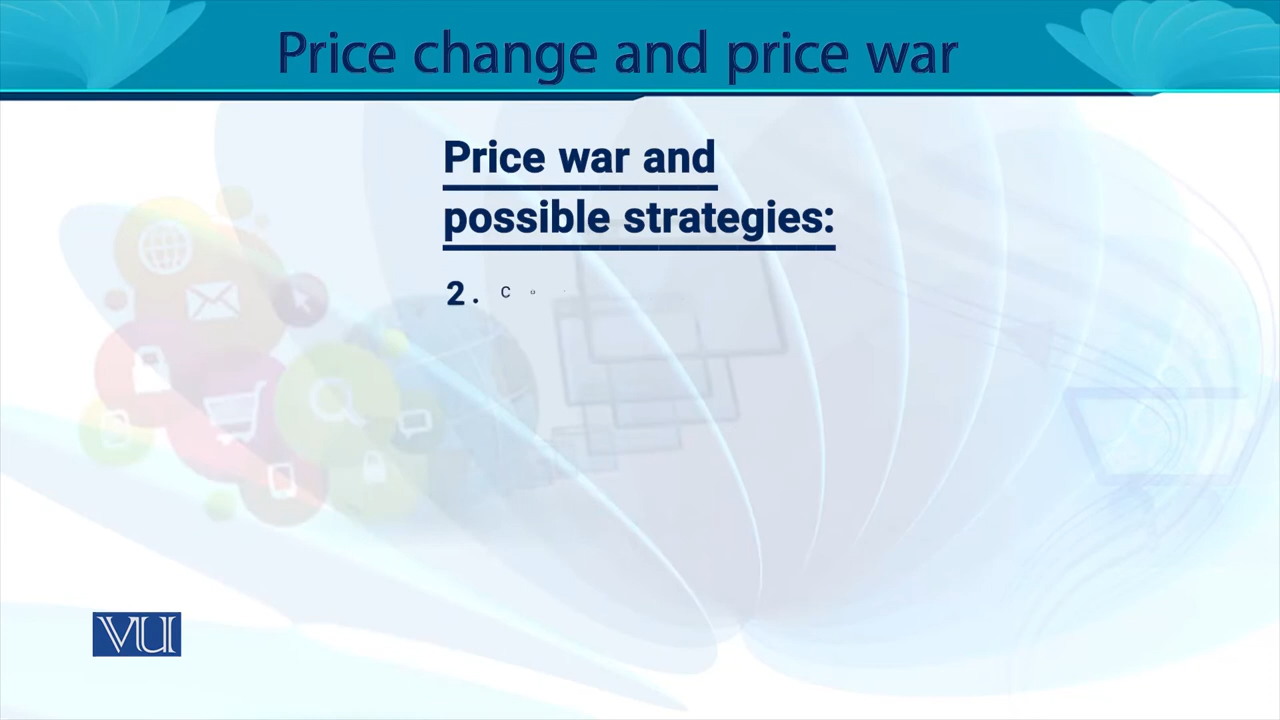 Price change and price war
Price war and
possible strategies:
2.
VU